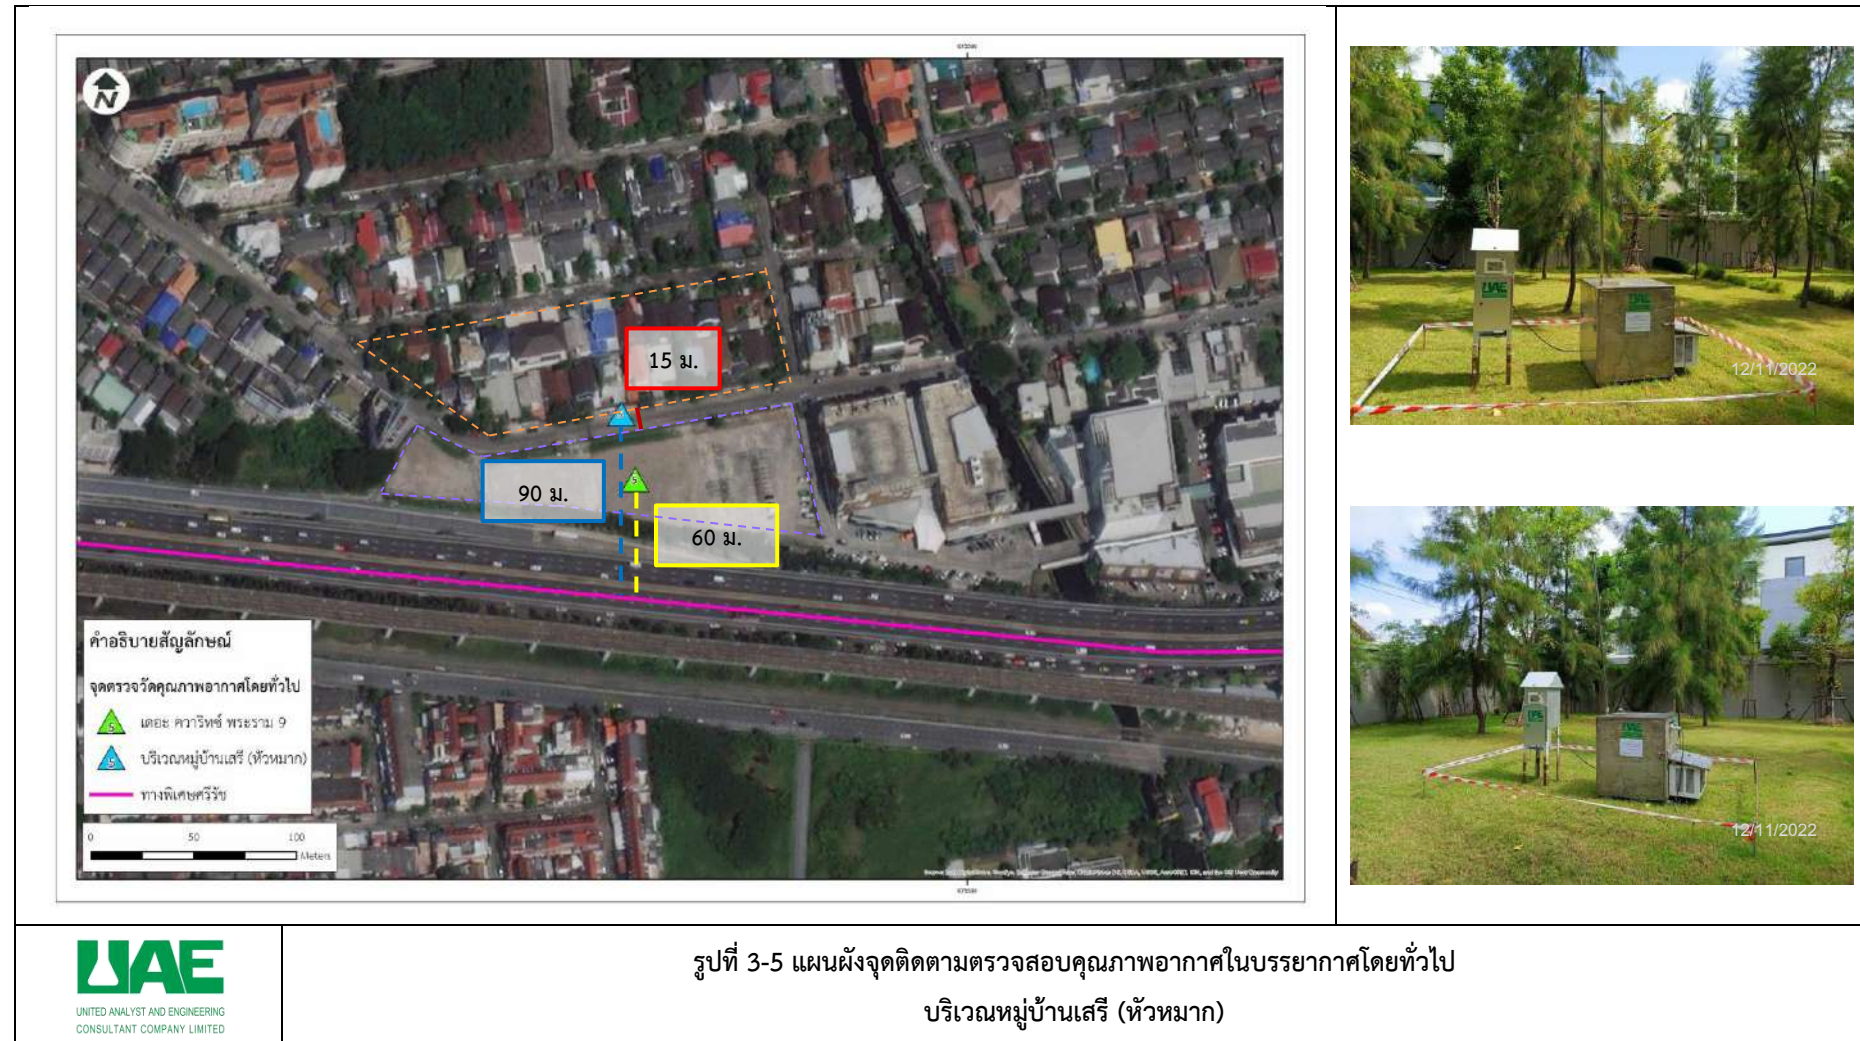 N
15 ม.
5
90 ม.
5
60 ม.
คำอธิบายสัญลักษณ์
จุดตรวจวัดคุณภาพอากาศโดยทั่วไป
5 เดอะ ควาริทซ์ พระราม 9
5 บริเวณหมู่บ้านเสรี (หัวหมาก)
ทางพิเศษศรีรัช
0 50 100
Meters
UAE
12/11/2022
UAE
12/11/2022
UAE
UNITED ANALYST AND ENGINEERING
CONSULTANT COMPANY LIMITED
รูปที่ 3-5 แผนผังจุดติดตามตรวจสอบคุณภาพอากาศในบรรยากาศโดยทั่วไป
บริเวณหมู่บ้านเสรี (หัวหมาก)